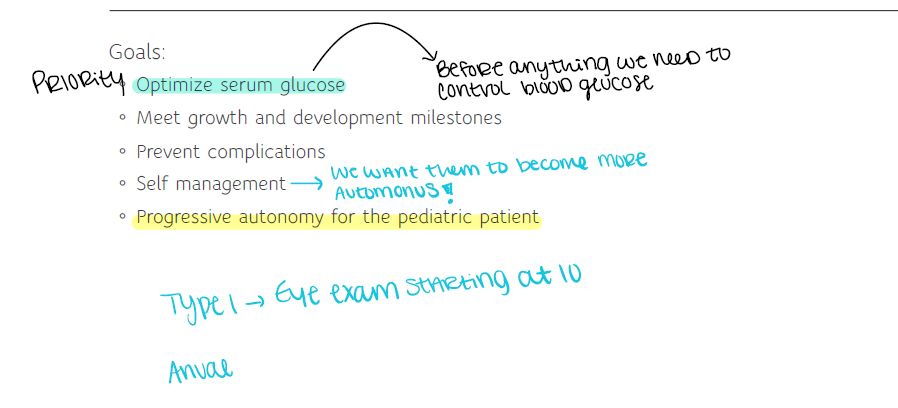 Goals:
PRIORITY
◦ Optimize serum glucose
BEFORE anything we need to
control blood glucose
◦ Meet growth and development milestones
◦ Prevent complications
◦ Self management → We want them to become more
Automonus!
◦ Progressive autonomy for the pediatric patient
Type 1 → Eye exam starting at 10
Anual